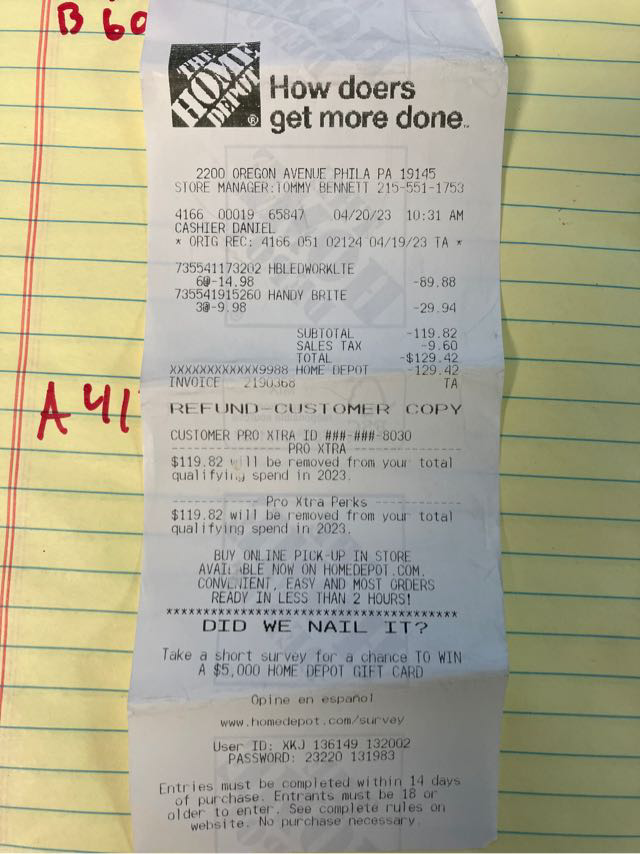 B 60
THE
HOME
DEPOT
®
How doers
get more done.
2200 OREGON AVENUE PHILA PA 19145
STORE MANAGER:TOMMY BENNETT 215-551-1753
4166 00019 65847 04/20/23 10:31 AM
CASHIER DANIEL
* ORIG REC: 4166 051 02124 04/19/23 TA *
735541173202 HBLEDWORKLTE
6@-14.98 -89.88
735541915260 HANDY BRITE
3@-9.98 -29.94
SUBTOTAL -119.82
SALES TAX -9.60
TOTAL -$129.42
XXXXXXXXXXXX9988 HOME DEPOT -129.42
INVOICE 2190368 TA
A 41
REFUND-CUSTOMER COPY
CUSTOMER PRO XTRA ID ###-###-8030
PRO XTRA
$119.82 will be removed from your total
qualifying spend in 2023.
Pro Xtra Perks
$119.82 will be removed from your total
qualifying spend in 2023.
BUY ONLINE PICK-UP IN STORE
AVAILABLE NOW ON HOMEDEPOT.COM.
CONVENIENT, EASY AND MOST ORDERS
READY IN LESS THAN 2 HOURS!
****************************************
DID WE NAIL IT?
Take a short survey for a chance TO WIN
A $5,000 HOME DEPOT GIFT CARD
Opine en español
www.homedepot.com/survey
User ID: XKJ 136149 132002
PASSWORD: 23220 131983
Entries must be completed within 14 days
of purchase. Entrants must be 18 or
older to enter. See complete rules on
website. No purchase necessary.